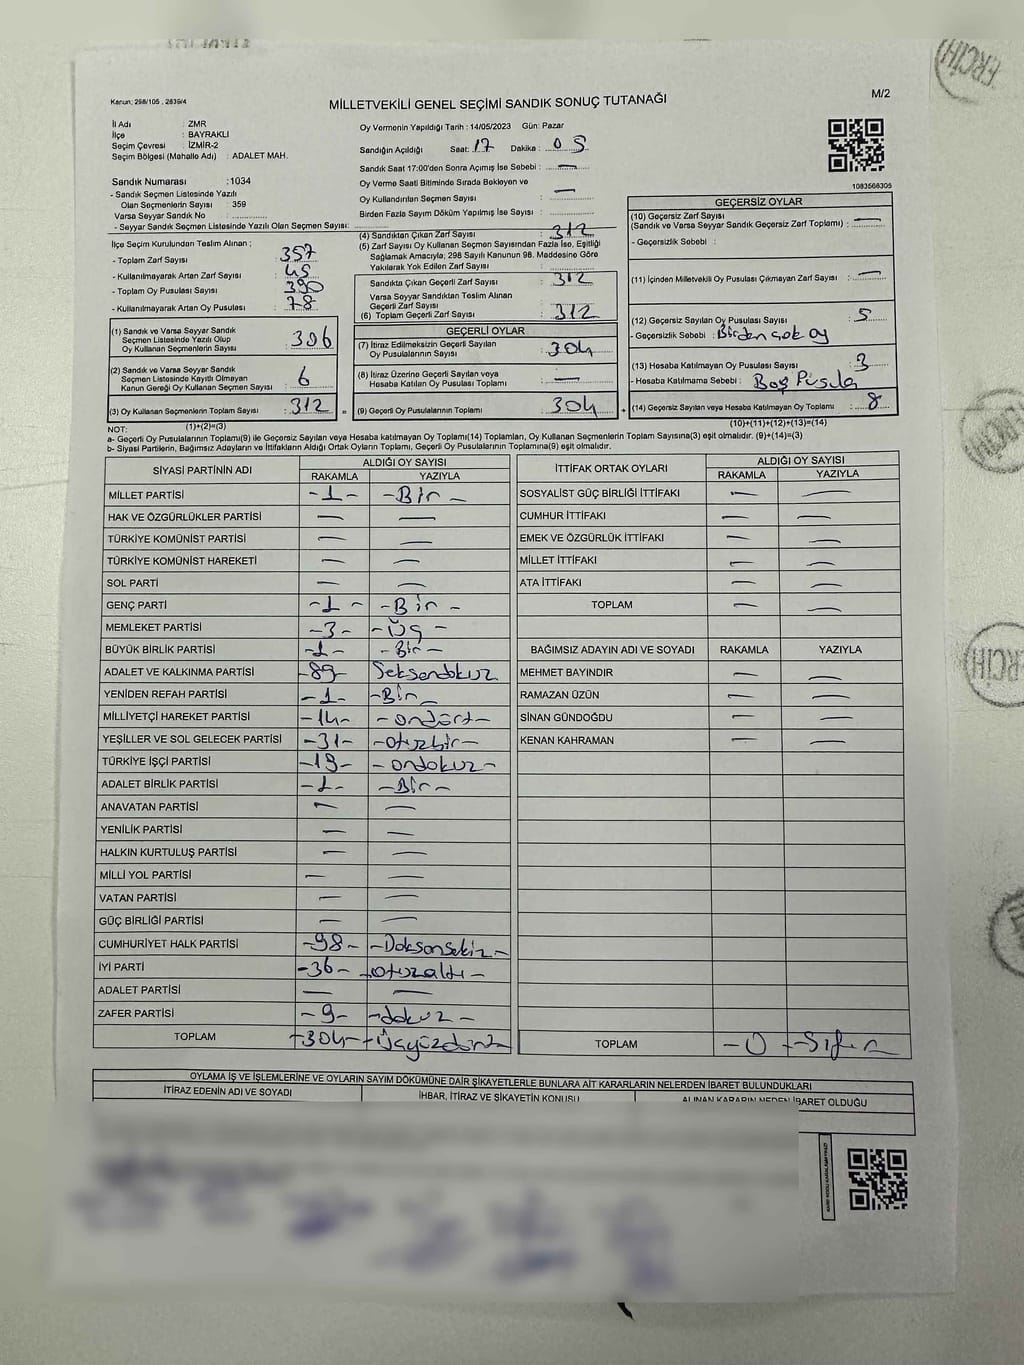 Kanun: 298/105 , 2839/4
MİLLETVEKİLİ GENEL SEÇİMİ SANDIK SONUÇ TUTANAĞI
M/2
İl Adı : ZMR
İlçe : BAYRAKLI
Seçim Çevresi : İZMİR-2
Seçim Bölgesi (Mahalle Adı) : ADALET MAH.
Sandık Numarası :1034
- Sandık Seçmen Listesinde Yazılı
Olan Seçmenlerin Sayısı : 359
Varsa Seyyar Sandık No :
- Seyyar Sandık Seçmen Listesinde Yazılı Olan Seçmen Sayısı:
İlçe Seçim Kurulundan Teslim Alınan ;
- Toplam Zarf Sayısı : 357
- Kullanılmayarak Artan Zarf Sayısı : 45
- Toplam Oy Pusulası Sayısı : 390
- Kullanılmayarak Artan Oy Pusulası : 78
(1) Sandık ve Varsa Seyyar Sandık
Seçmen Listesinde Yazılı Olup
Oy Kullanan Seçmenlerin Sayısı : 306
(2) Sandık ve Varsa Seyyar Sandık
Seçmen Listesinde Kayıtlı Olmayan
Kanun Gereği Oy Kullanan Seçmen Sayısı : 6
(3) Oy Kullanan Seçmenlerin Toplam Sayısı : 312 =
(1)+(2)=(3)
Oy Vermenin Yapıldığı Tarih : 14/05/2023 Gün: Pazar
Sandığın Açıldığı Saat: 17 Dakika : 05
Sandık Saat 17:00'den Sonra Açılmış İse Sebebi : —
Oy Verme Saati Bitiminde Sırada Bekleyen ve
Oy Kullandırılan Seçmen Sayısı : —
Birden Fazla Sayım Döküm Yapılmış İse Sayısı :
(4) Sandıktan Çıkan Zarf Sayısı : 312
(5) Zarf Sayısı Oy Kullanan Seçmen Sayısından Fazla İse, Eşitliği
Sağlamak Amacıyla; 298 Sayılı Kanunun 98. Maddesine Göre
Yakılarak Yok Edilen Zarf Sayısı :
Sandıkta Çıkan Geçerli Zarf Sayısı : 312
Varsa Seyyar Sandıktan Teslim Alınan
Geçerli Zarf Sayısı :
(6) Toplam Geçerli Zarf Sayısı : 312
GEÇERLİ OYLAR
(7) İtiraz Edilmeksizin Geçerli Sayılan
Oy Pusulalarının Sayısı : 304
(8) İtiraz Üzerine Geçerli Sayılan veya
Hesaba Katılan Oy Pusulası Toplamı : —
(9) Geçerli Oy Pusulalarının Toplamı : 304 +
1083568305
GEÇERSİZ OYLAR
(10) Geçersiz Zarf Sayısı
(Sandık ve Varsa Seyyar Sandık Geçersiz Zarf Toplamı) : —
- Geçersizlik Sebebi :
(11) İçinden Milletvekili Oy Pusulası Çıkmayan Zarf Sayısı : —
(12) Geçersiz Sayılan Oy Pusulası Sayısı : 5
- Geçersizlik Sebebi : Birden çok oy
(13) Hesaba Katılmayan Oy Pusulası Sayısı : 3
- Hesaba Katılmama Sebebi : Boş Pusula
(14) Geçersiz Sayılan veya Hesaba Katılmayan Oy Toplamı : 8
(10)+(11)+(12)+(13)=(14)
NOT:
a- Geçerli Oy Pusulalarının Toplamı(9) ile Geçersiz Sayılan veya Hesaba katılmayan Oy Toplamı(14) Toplamları, Oy Kullanan Seçmenlerin Toplam Sayısına(3) eşit olmalıdır. (9)+(14)=(3)
b- Siyasi Partilerin, Bağımsız Adayların ve İttifakların Aldığı Oylar Ortak Oyların Toplamı, Geçerli Oy Pusulalarının Toplamına(9) eşit olmalıdır.
SİYASİ PARTİNİN ADI ALDIĞI OY SAYISI
RAKAMLA YAZIYLA
MİLLET PARTİSİ -1- -Bir-
HAK VE ÖZGÜRLÜKLER PARTİSİ — —
TÜRKİYE KOMÜNİST PARTİSİ — —
TÜRKİYE KOMÜNİST HAREKETİ — —
SOL PARTİ — —
GENÇ PARTİ -1- -Bir-
MEMLEKET PARTİSİ -3- -Üç-
BÜYÜK BİRLİK PARTİSİ -1- -Bir-
ADALET VE KALKINMA PARTİSİ -89- Seksendokuz
YENİDEN REFAH PARTİSİ -1- -Bir-
MİLLİYETÇİ HAREKET PARTİSİ -14- -ondört-
YEŞİLLER VE SOL GELECEK PARTİSİ -31- -otuzbir-
TÜRKİYE İŞÇİ PARTİSİ -19- -ondokuz-
ADALET BİRLİK PARTİSİ -1- -Bir-
ANAVATAN PARTİSİ — —
YENİLİK PARTİSİ — —
HALKIN KURTULUŞ PARTİSİ — —
MİLLİ YOL PARTİSİ — —
VATAN PARTİSİ — —
GÜÇ BİRLİĞİ PARTİSİ — —
CUMHURİYET HALK PARTİSİ -98- -Doksansekiz-
İYİ PARTİ -36- -otuzaltı-
ADALET PARTİSİ — —
ZAFER PARTİSİ -9- -dokuz-
TOPLAM -304- -Üçyüzdört-
İTTİFAK ORTAK OYLARI ALDIĞI OY SAYISI
RAKAMLA YAZIYLA
SOSYALİST GÜÇ BİRLİĞİ İTTİFAKI — —
CUMHUR İTTİFAKI — —
EMEK VE ÖZGÜRLÜK İTTİFAKI — —
MİLLET İTTİFAKI — —
ATA İTTİFAKI — —
TOPLAM — —
BAĞIMSIZ ADAYIN ADI VE SOYADI RAKAMLA YAZIYLA
MEHMET BAYINDIR — —
RAMAZAN ÜZÜN — —
SİNAN GÜNDOĞDU — —
KENAN KAHRAMAN — —
TOPLAM -0- -Sıfır-
OYLAMA İŞ VE İŞLEMLERİNE VE OYLARIN SAYIM DÖKÜMÜNE DAİR ŞİKAYETLERLE BUNLARA AİT KARARLARIN NELERDEN İBARET BULUNDUKLARI
İTİRAZ EDENİN ADI VE SOYADI İHBAR, İTİRAZ VE ŞİKAYETİN KONUSU ALINAN KARARIN NEDEN İBARET OLDUĞU
ERCİH